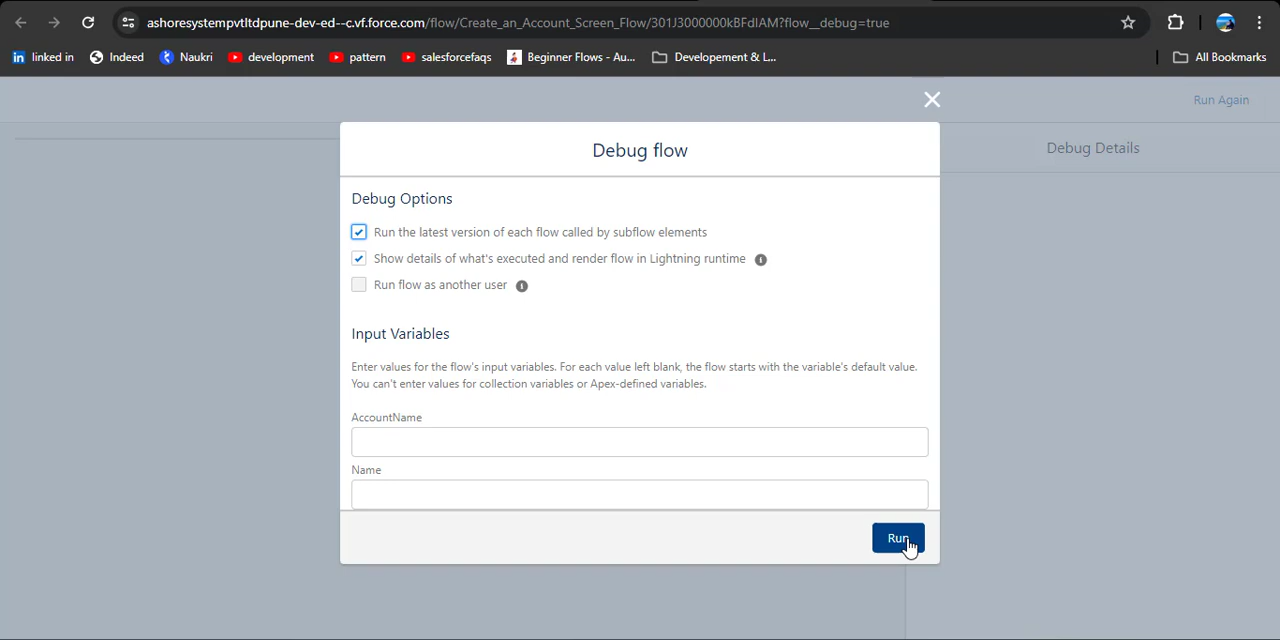 ashoresystempvtltdpune-dev-ed--c.vf.force.com/flow/Create_an_Account_Screen_Flow/301J3000000kBFdIAM?flow__debug=true
linked in Indeed Naukri development pattern salesforcefaqs Beginner Flows - Au... Developement & L... All Bookmarks
Run Again
Debug flow
Debug Details
Debug Options
Run the latest version of each flow called by subflow elements
Show details of what's executed and render flow in Lightning runtime
Run flow as another user
Input Variables
Enter values for the flow's input variables. For each value left blank, the flow starts with the variable's default value.
You can't enter values for collection variables or Apex-defined variables.
AccountName
Name
Run